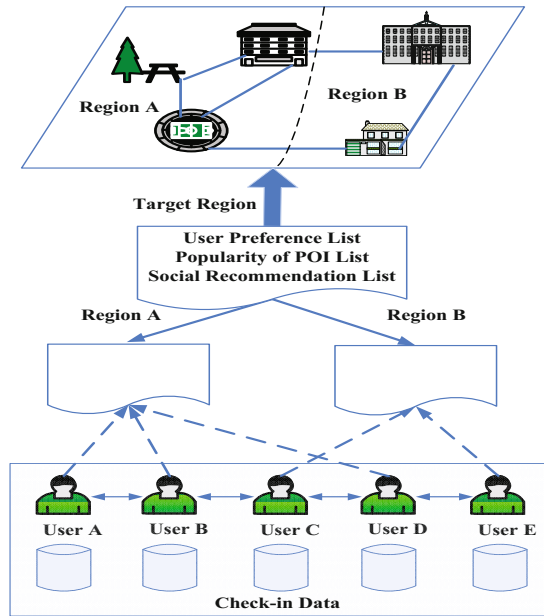 Region A
Region B
Target Region
User Preference List
Popularity of POI List
Social Recommendation List
Region A
Region B
User A
User B
User C
User D
User E
Check-in Data